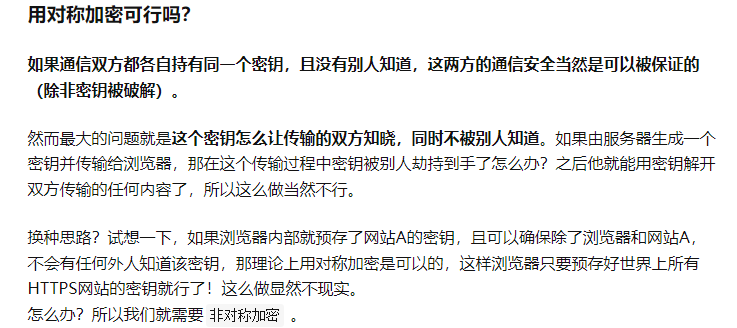 用对称加密可行吗？
如果通信双方都各自持有同一个密钥，且没有别人知道，这两方的通信安全当然是可以被保证的
（除非密钥被破解）。
然而最大的问题就是这个密钥怎么让传输的双方知晓，同时不被别人知道。如果由服务器生成一个
密钥并传输给浏览器，那在这个传输过程中密钥被别人劫持到手了怎么办？之后他就能用密钥解开
双方传输的任何内容了，所以这么做当然不行。
换种思路？试想一下，如果浏览器内部就预存了网站A的密钥，且可以确保除了浏览器和网站A，
不会有任何外人知道该密钥，那理论上用对称加密是可以的，这样浏览器只要预存好世界上所有
HTTPS网站的密钥就行了！这么做显然不现实。
怎么办？所以我们就需要 非对称加密 。